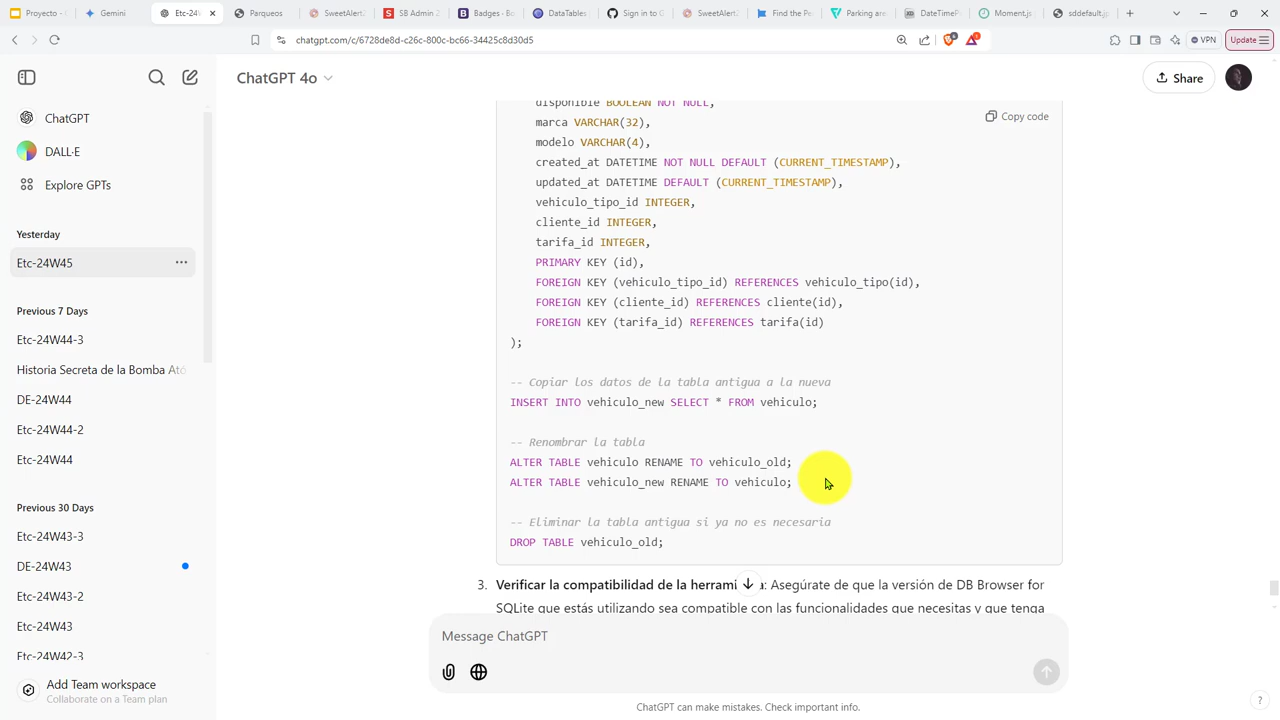 Proyecto - C
Gemini
Etc-24W
Parqueos
SweetAlert2
SB Admin 2
Badges - Bo
DataTables
Sign in to G
SweetAlert2
Find the Pe
Parking are
DateTimePi
Moment.js
sddefault.jp
chatgpt.com/c/6728de8d-c26c-800c-bc66-34425c8d30d5
VPN
Update
ChatGPT 4o
Share
ChatGPT
DALL·E
Explore GPTs
Yesterday
Etc-24W45
Previous 7 Days
Etc-24W44-3
Historia Secreta de la Bomba Ató
DE-24W44
Etc-24W44-2
Etc-24W44
Previous 30 Days
Etc-24W43-3
DE-24W43
Etc-24W43-2
Etc-24W43
Etc-24W42-3
Add Team workspace
Collaborate on a Team plan
Copy code
disponible BOOLEAN NOT NULL,
marca VARCHAR(32),
modelo VARCHAR(4),
created_at DATETIME NOT NULL DEFAULT (CURRENT_TIMESTAMP),
updated_at DATETIME DEFAULT (CURRENT_TIMESTAMP),
vehiculo_tipo_id INTEGER,
cliente_id INTEGER,
tarifa_id INTEGER,
PRIMARY KEY (id),
FOREIGN KEY (vehiculo_tipo_id) REFERENCES vehiculo_tipo(id),
FOREIGN KEY (cliente_id) REFERENCES cliente(id),
FOREIGN KEY (tarifa_id) REFERENCES tarifa(id)
);
-- Copiar los datos de la tabla antigua a la nueva
INSERT INTO vehiculo_new SELECT * FROM vehiculo;
-- Renombrar la tabla
ALTER TABLE vehiculo RENAME TO vehiculo_old;
ALTER TABLE vehiculo_new RENAME TO vehiculo;
-- Eliminar la tabla antigua si ya no es necesaria
DROP TABLE vehiculo_old;
3. Verificar la compatibilidad de la herrami a: Asegúrate de que la versión de DB Browser for
SQLite que estás utilizando sea compatible con las funcionalidades que necesitas y que tenga
Message ChatGPT
ChatGPT can make mistakes. Check important info.
?